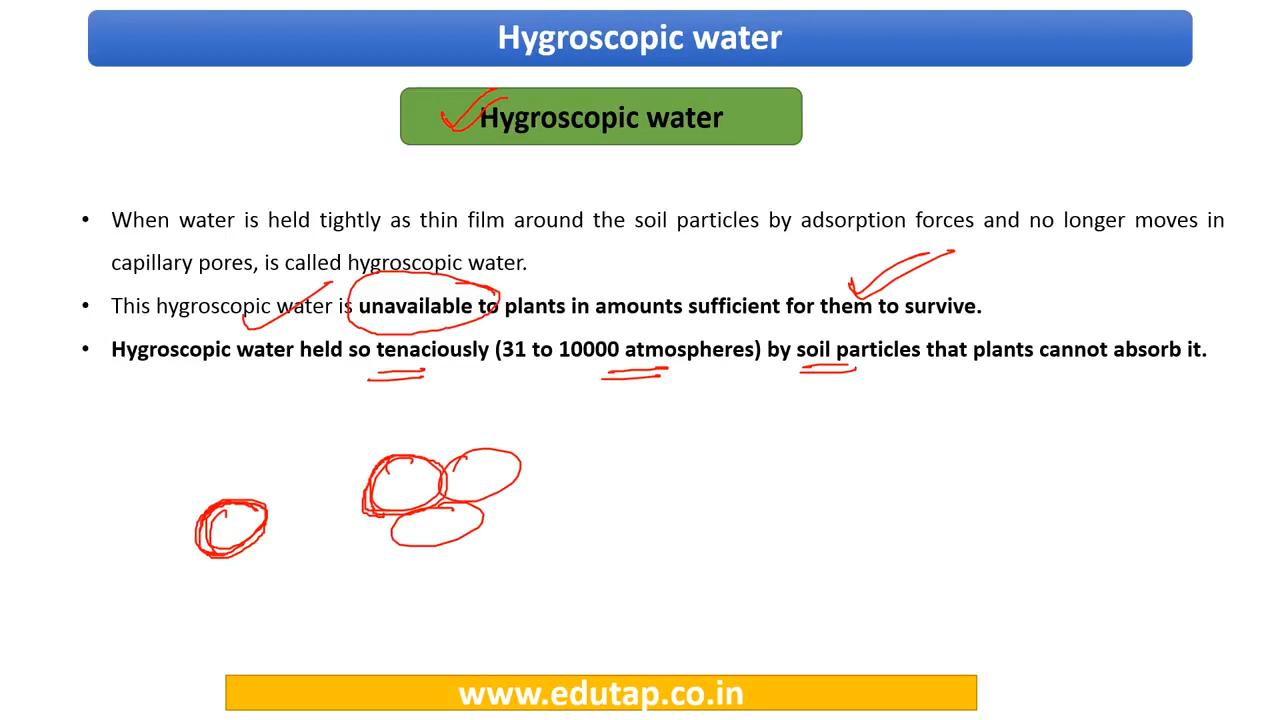 Hygroscopic water
Hygroscopic water
• When water is held tightly as thin film around the soil particles by adsorption forces and no longer moves in
capillary pores, is called hygroscopic water.
• This hygroscopic water is unavailable to plants in amounts sufficient for them to survive.
• Hygroscopic water held so tenaciously (31 to 10000 atmospheres) by soil particles that plants cannot absorb it.
www.edutap.co.in